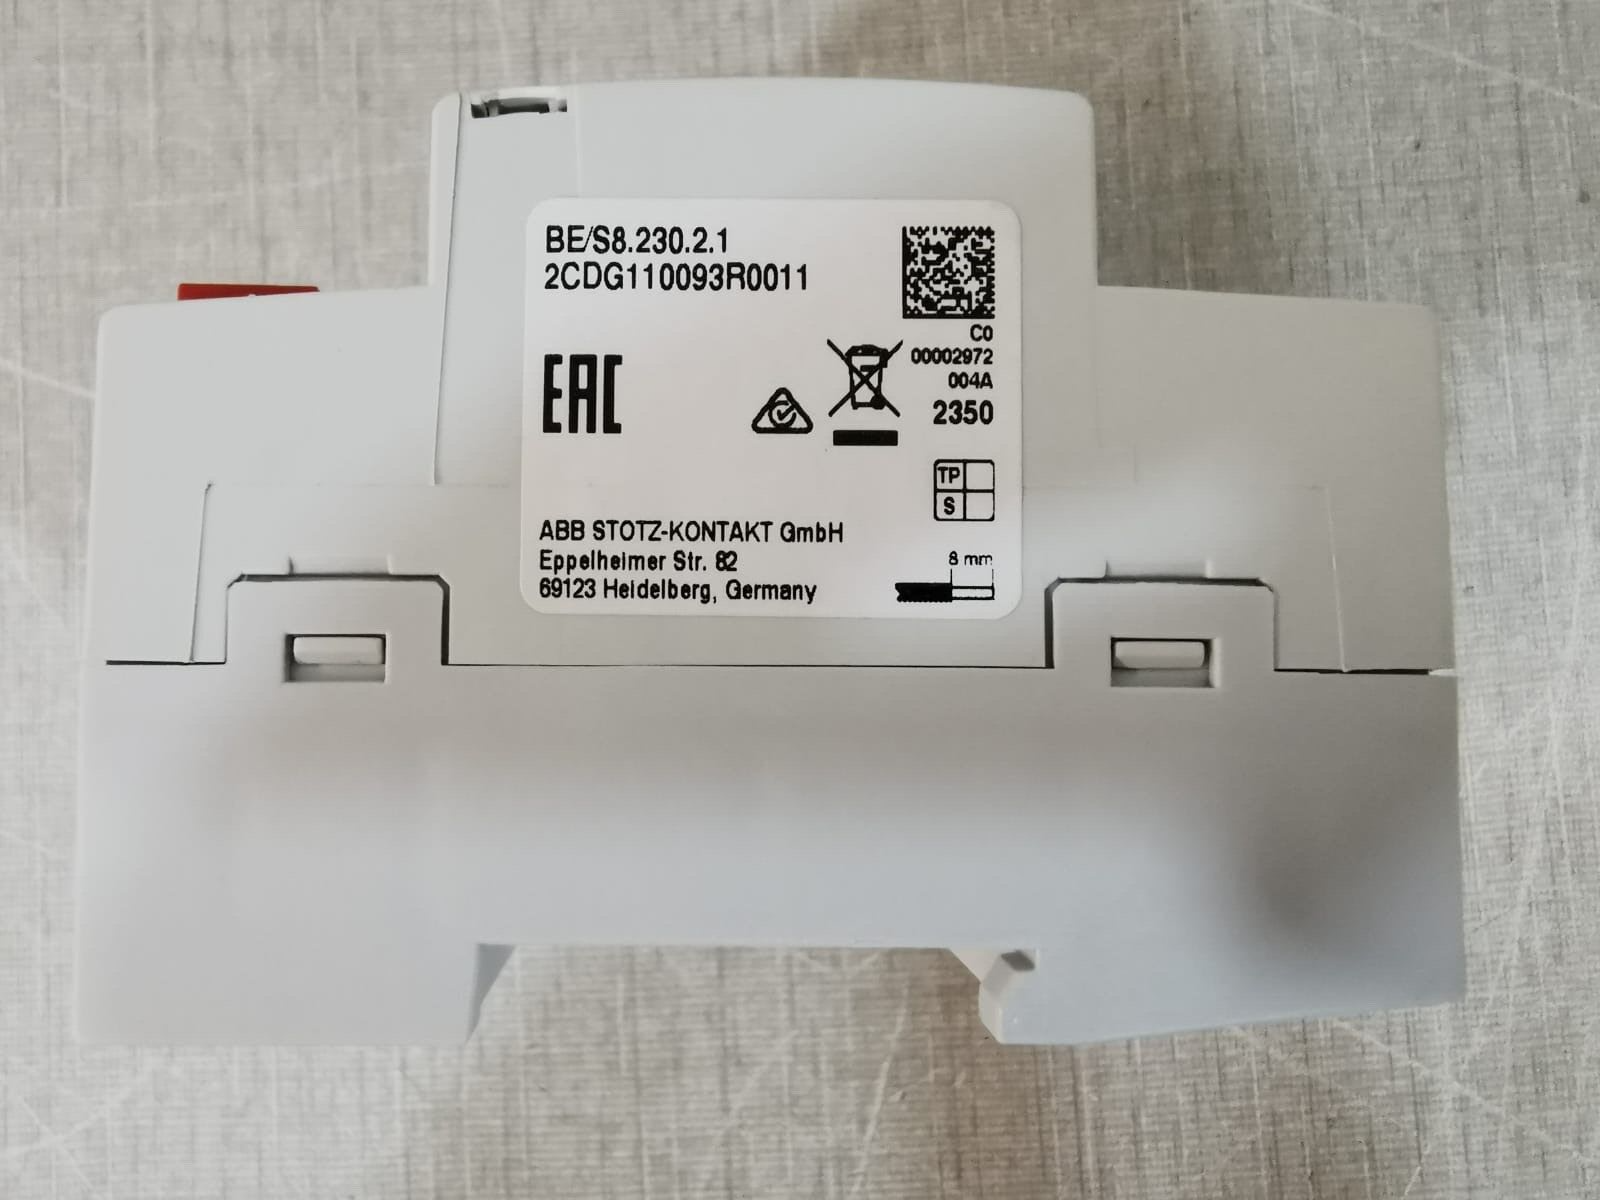 BE/S8.230.2.1
2CDG110093R0011
C0
00002972
004A
2350
EAC
TP
S
ABB STOTZ-KONTAKT GmbH
Eppelheimer Str. 82
69123 Heidelberg, Germany
8 mm